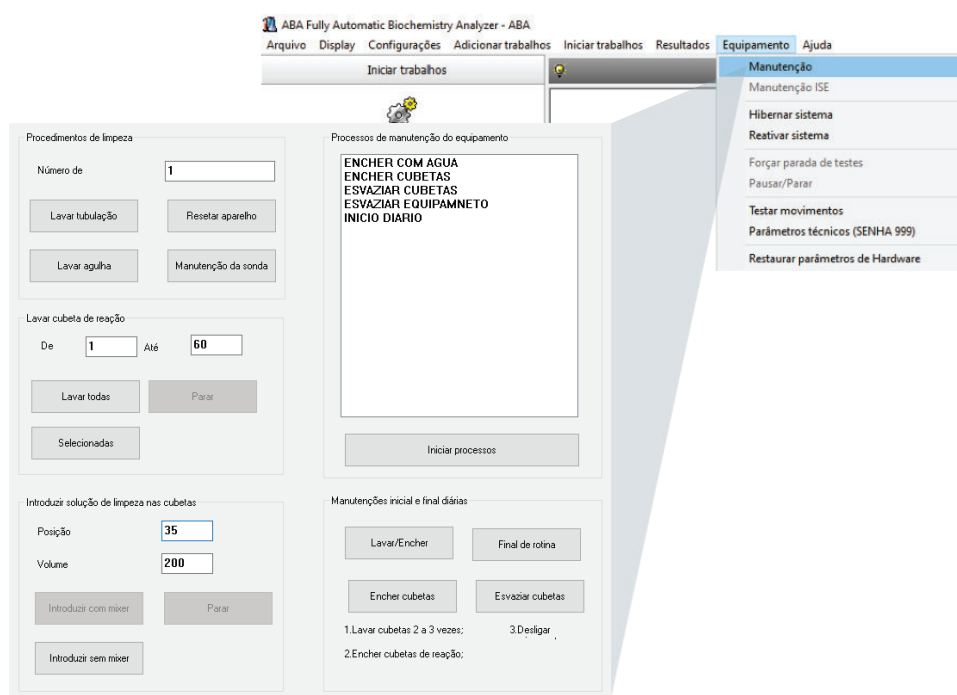 ABA Fully Automatic Biochemistry Analyzer - ABA
Arquivo Display Configurações Adicionar trabalhos Iniciar trabalhos Resultados Equipamento Ajuda
Iniciar trabalhos
Manutenção
Manutenção ISE
Hibernar sistema
Reativar sistema
Forçar parada de testes
Pausar/Parar
Testar movimentos
Parâmetros técnicos (SENHA 999)
Restaurar parâmetros de Hardware
Procedimentos de limpeza
Número de 1
Lavar tubulação Resetar aparelho
Lavar agulha Manutenção da sonda
Lavar cubeta de reação
De 1 Até 60
Lavar todas Parar
Selecionadas
Introduzir solução de limpeza nas cubetas
Posição 35
Volume 200
Introduzir com mixer Parar
Introduzir sem mixer
Processos de manutenção do equipamento
ENCHER COM AGUA
ENCHER CUBETAS
ESVAZIAR CUBETAS
ESVAZIAR EQUIPAMNETO
INICIO DIARIO
Iniciar processos
Manutenções inicial e final diárias
Lavar/Encher Final de rotina
Encher cubetas Esvaziar cubetas
1.Lavar cubetas 2 a 3 vezes; 3.Desligar
2.Encher cubetas de reação;